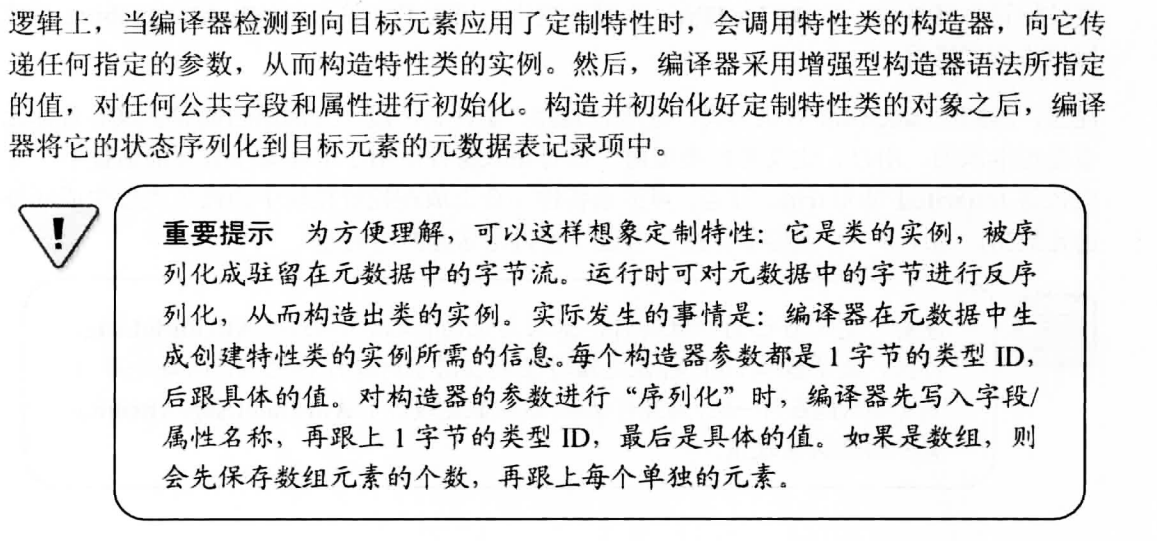 逻辑上，当编译器检测到向目标元素应用了定制特性时，会调用特性类的构造器，向它传
递任何指定的参数，从而构造特性类的实例。然后，编译器采用增强型构造器语法所指定
的值，对任何公共字段和属性进行初始化。构造并初始化好定制特性类的对象之后，编译
器将它的状态序列化到目标元素的元数据表记录项中。
!
重要提示 为方便理解，可以这样想象定制特性：它是类的实例，被序
列化成驻留在元数据中的字节流。运行时可对元数据中的字节进行反序
列化，从而构造出类的实例。实际发生的事情是：编译器在元数据中生
成创建特性类的实例所需的信息。每个构造器参数都是 1 字节的类型 ID，
后跟具体的值。对构造器的参数进行“序列化”时，编译器先写入字段/
属性名称，再跟上 1 字节的类型 ID，最后是具体的值。如果是数组，则
会先保存数组元素的个数，再跟上每个单独的元素。